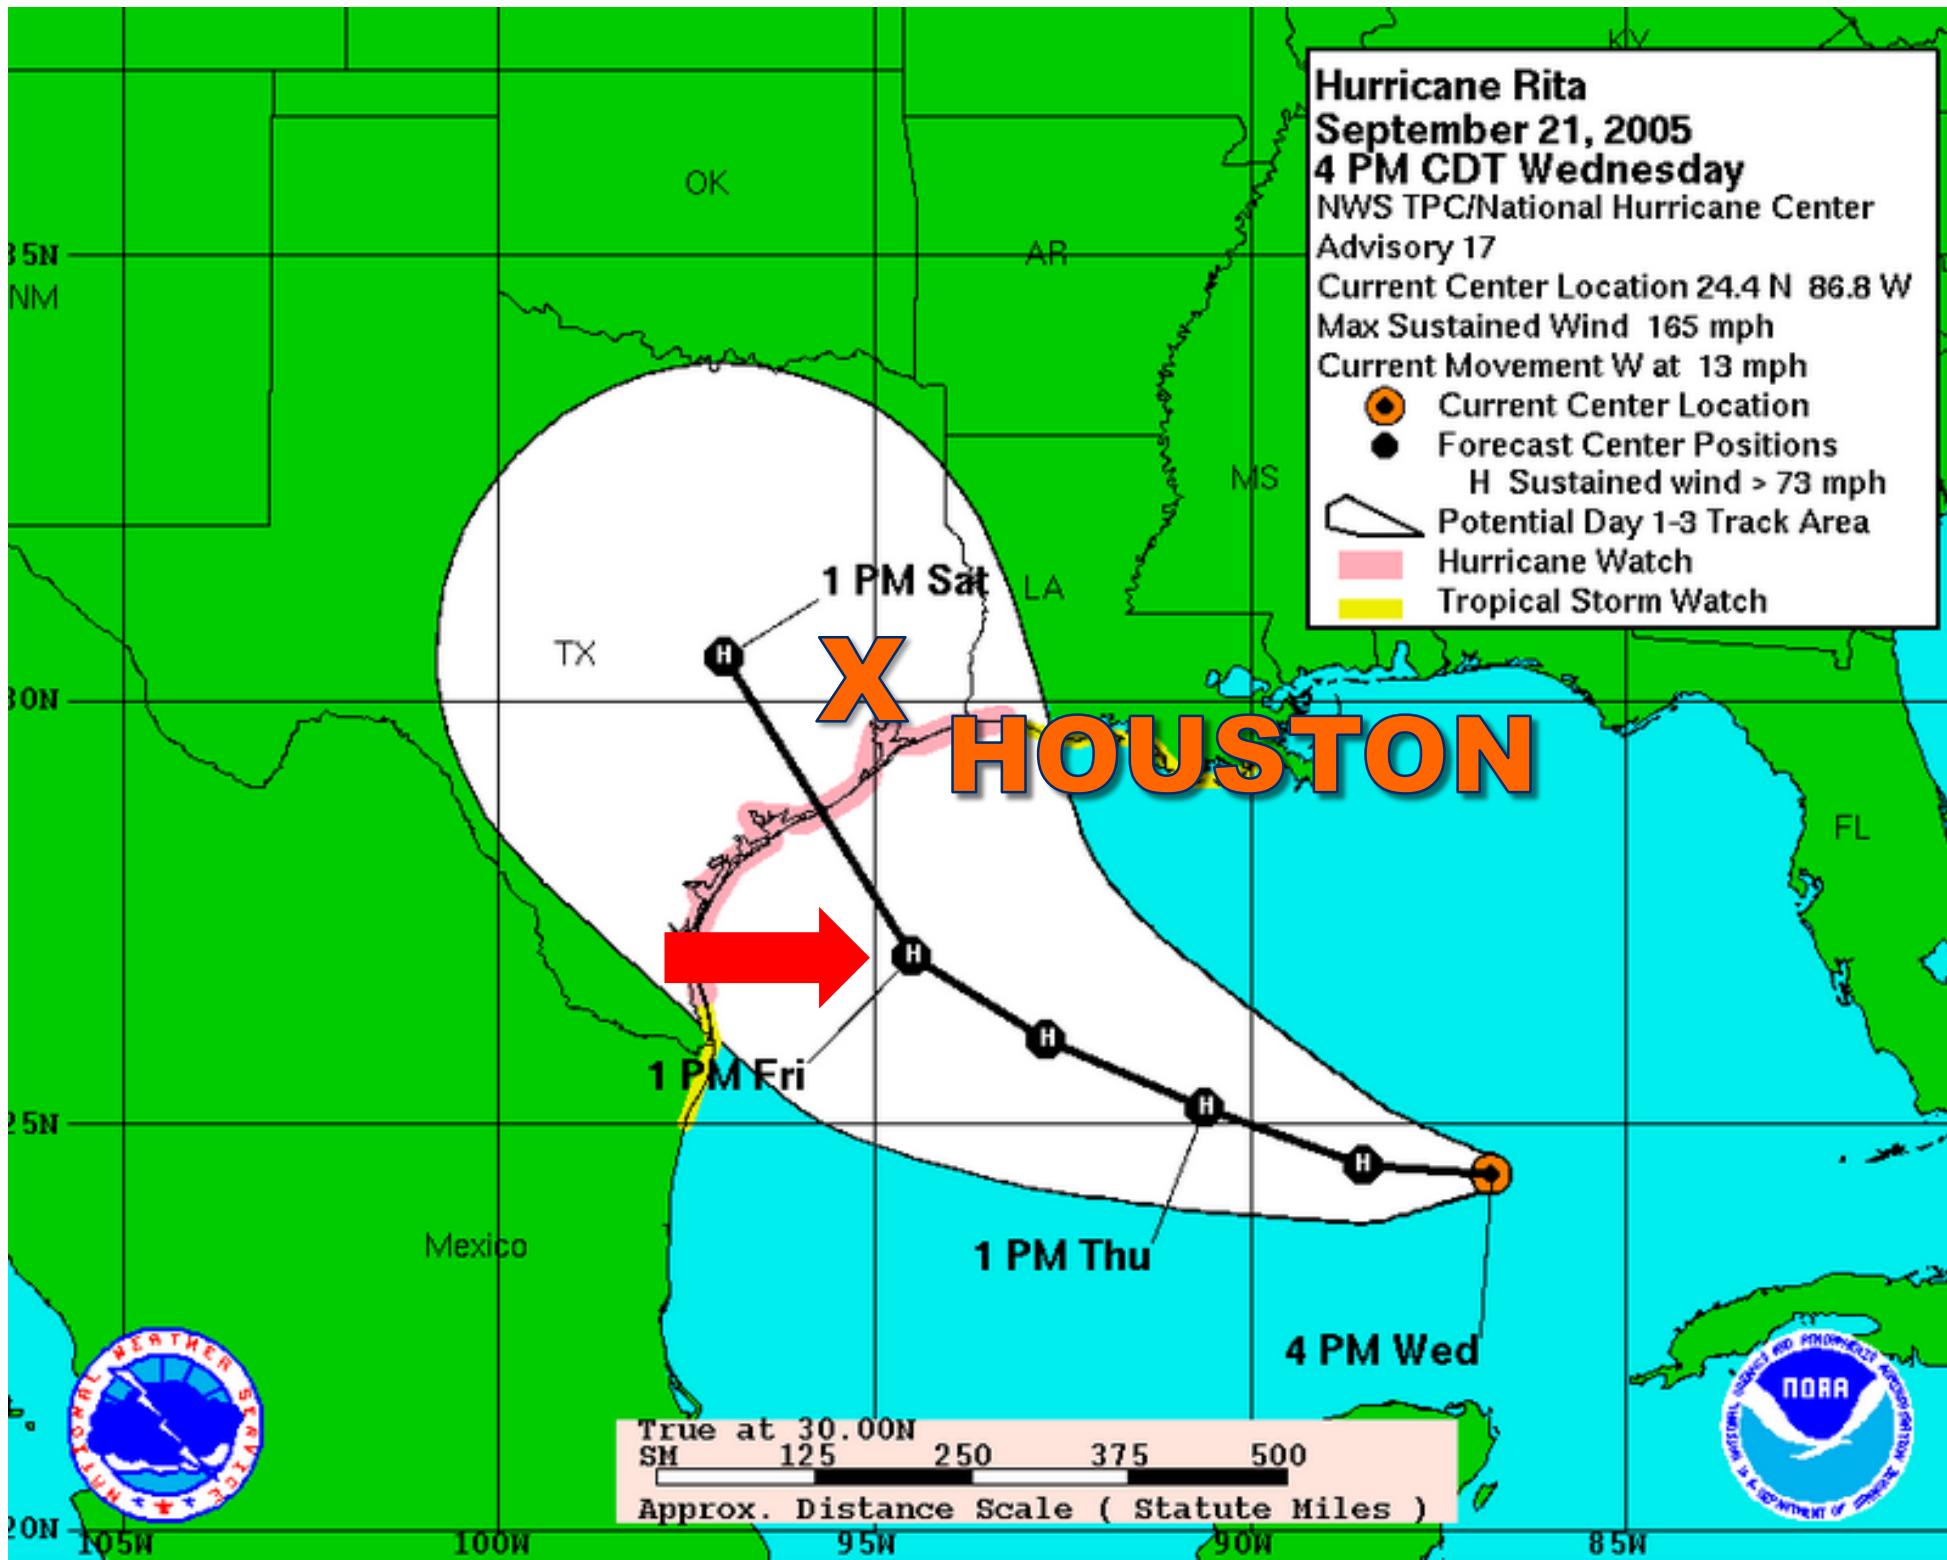 KY
Hurricane Rita
September 21, 2005
4 PM CDT Wednesday
NWS TPC/National Hurricane Center
Advisory 17
Current Center Location 24.4 N 86.8 W
Max Sustained Wind 165 mph
Current Movement W at 13 mph
Current Center Location
Forecast Center Positions
H Sustained wind > 73 mph
Potential Day 1-3 Track Area
Hurricane Watch
Tropical Storm Watch
OK
AR
35N
NM
MS
LA
1 PM Sat
H
TX
X
30N
HOUSTON
FL
H
1 PM Fri
H
H
25N
H
Mexico
1 PM Thu
4 PM Wed
NATIONAL WEATHER SERVICE
NOAA
True at 30.00N
SM 125 250 375 500
Approx. Distance Scale ( Statute Miles )
20N
105W 100W 95W 90W 85W